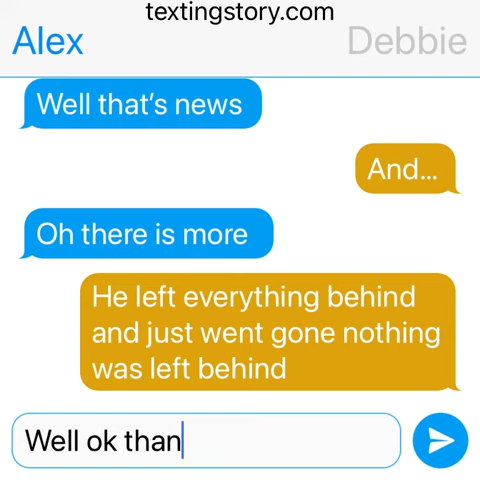 textingstory.com
Alex
Debbie
Well that’s news
And...
Oh there is more
He left everything behind
and just went gone nothing
was left behind
Well ok than